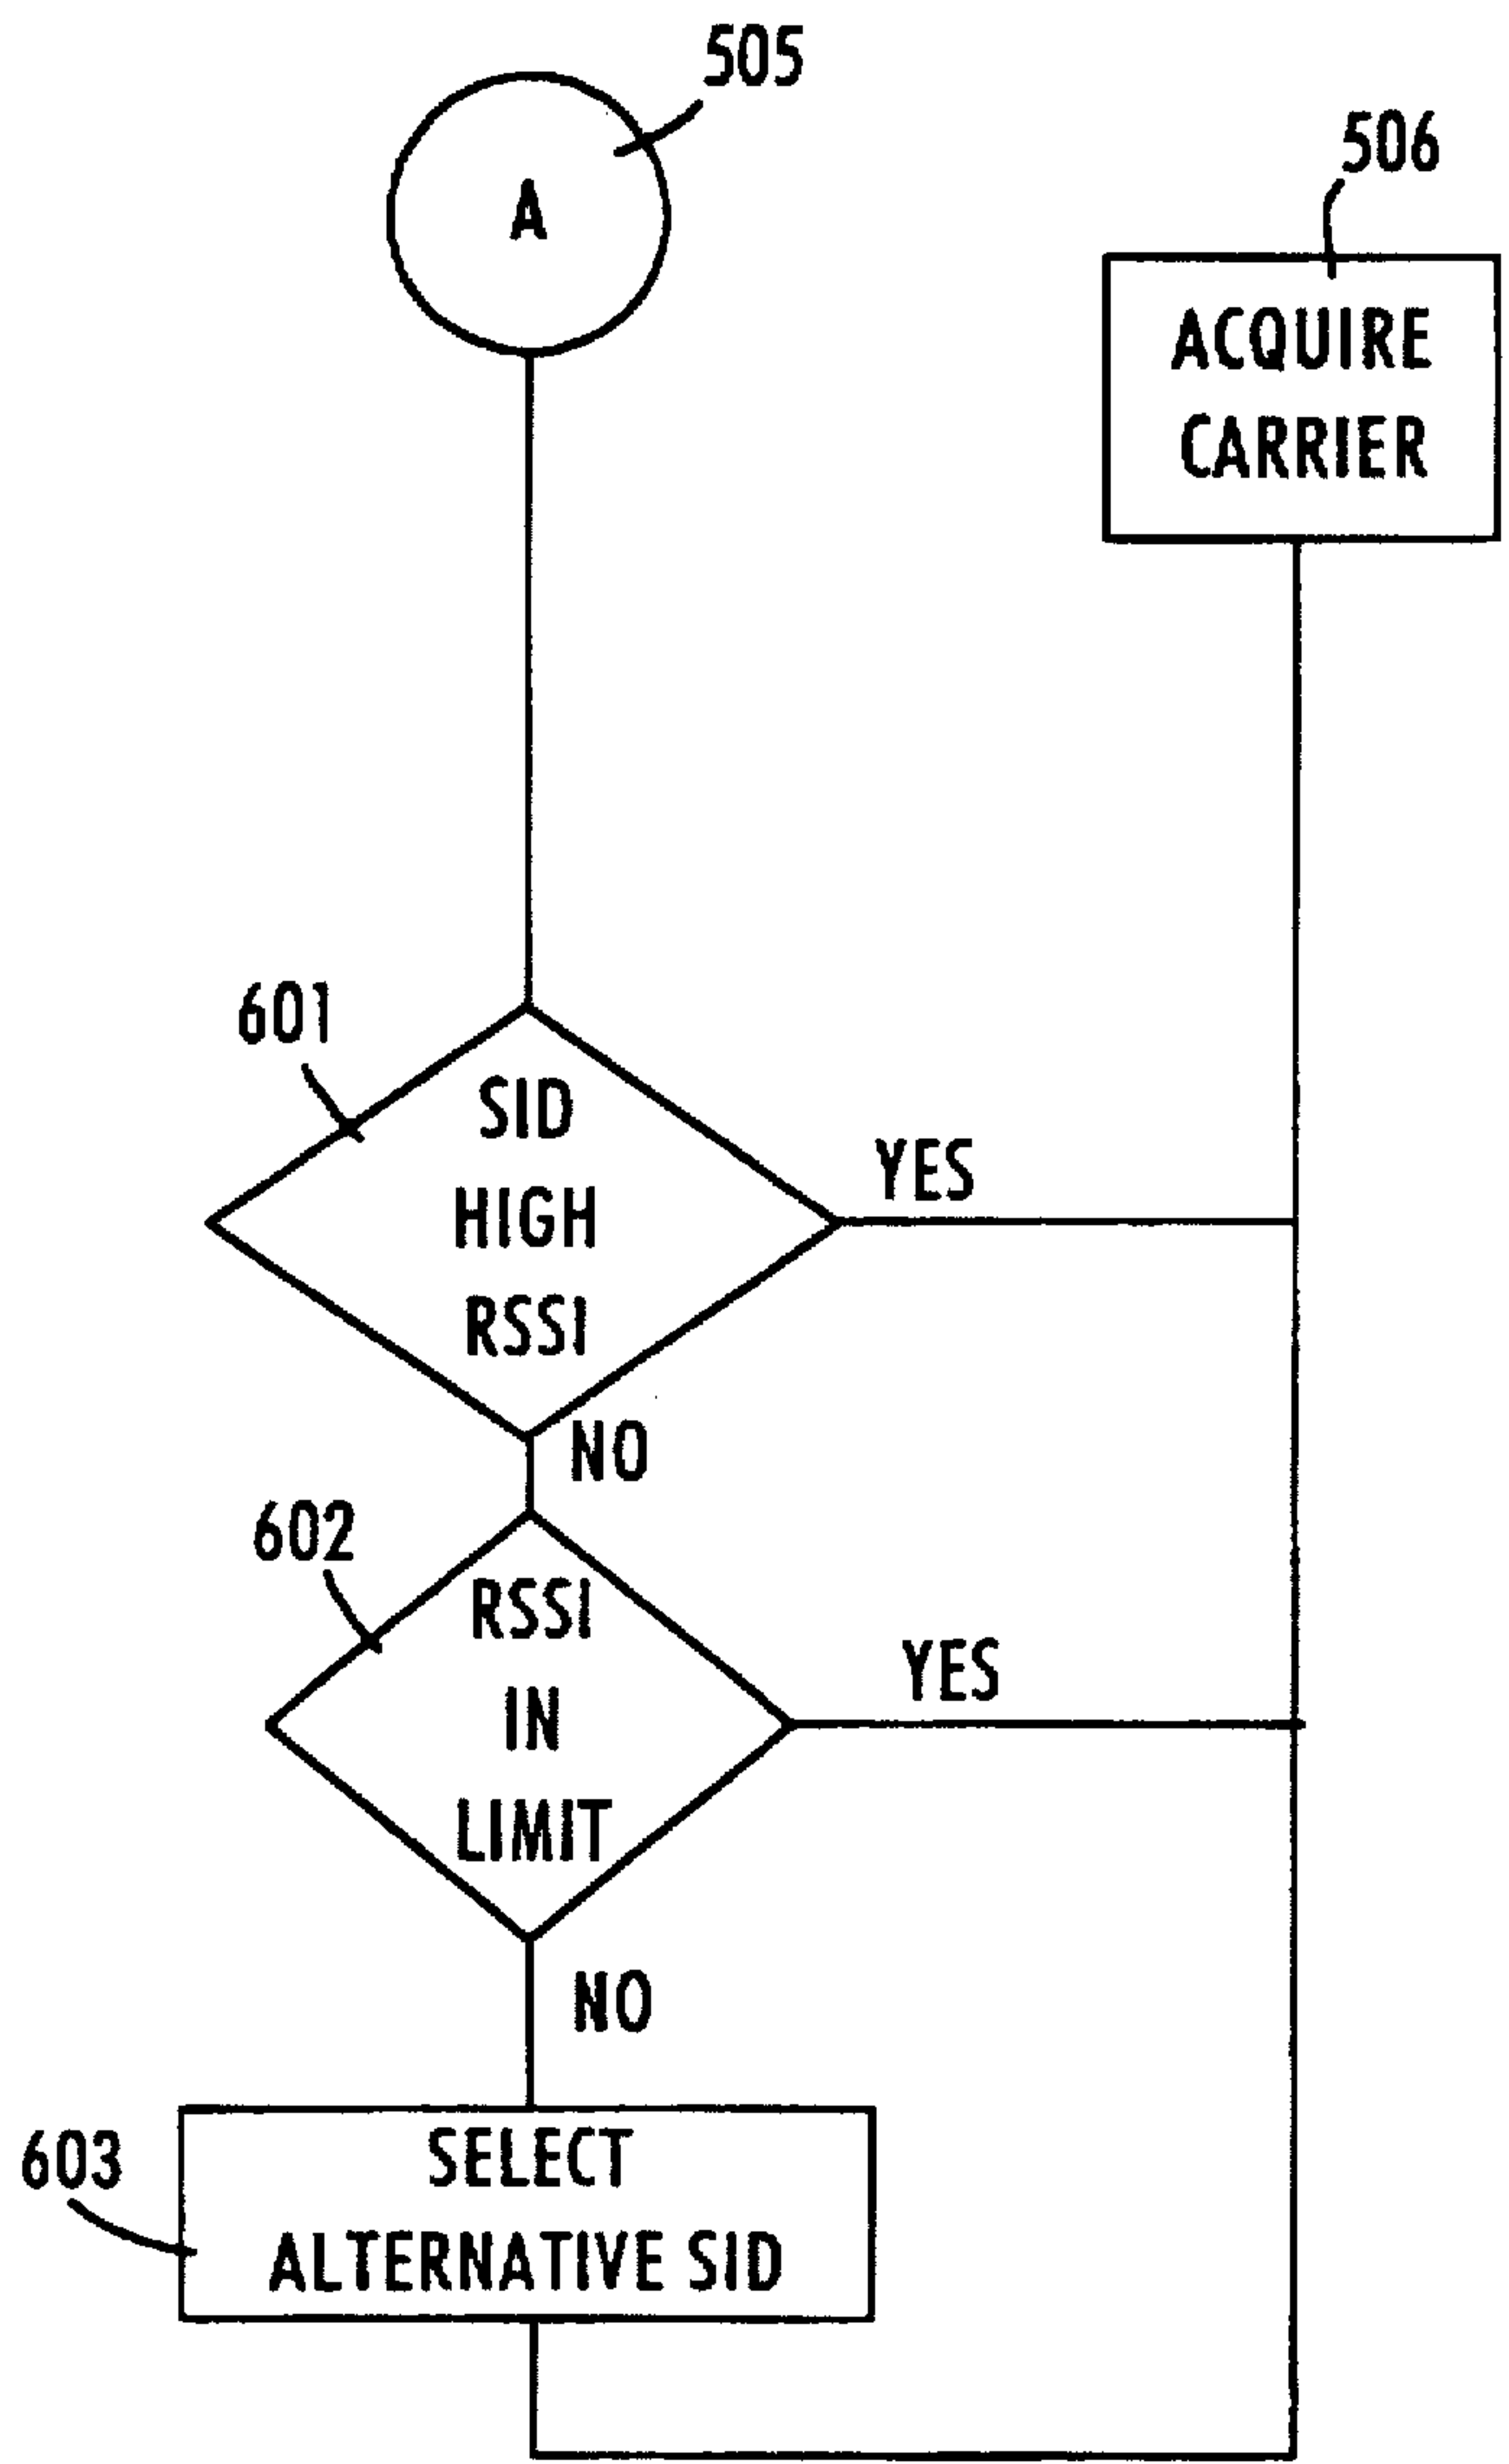 505
A
506
ACQUIRE
CARRIER
601
SID
HIGH
RSSI
YES
NO
602
RSSI
IN
LIMIT
YES
NO
603
SELECT
ALTERNATIVE SID